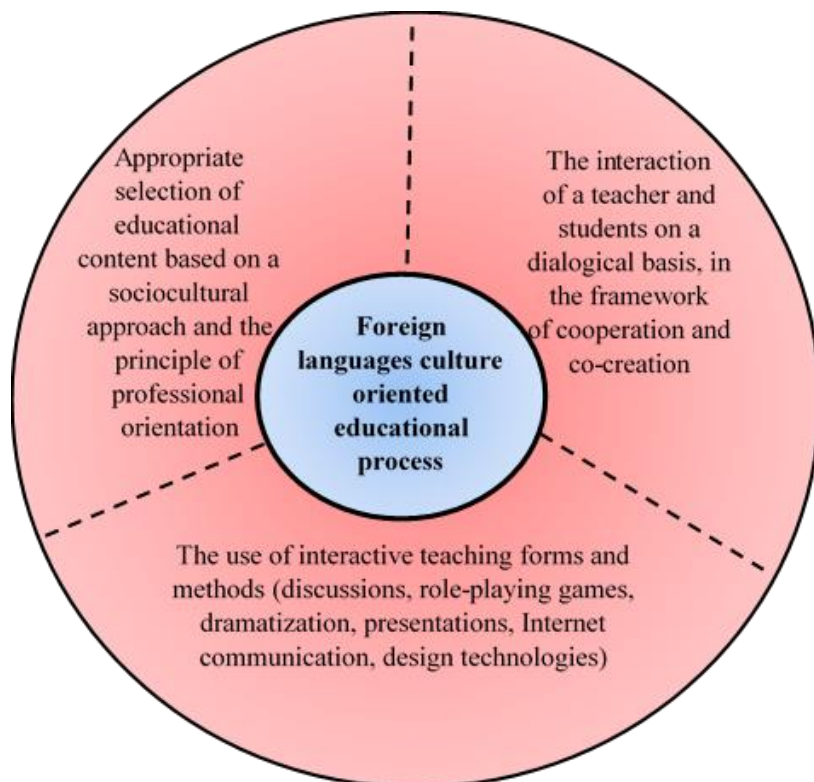 Appropriate
selection of
educational
content based on a
sociocultural
approach and the
principle of
professional
orientation
The interaction
of a teacher and
students on a
dialogical basis, in
the framework
of cooperation and
co-creation
Foreign
languages culture
oriented
educational
process
The use of interactive teaching forms and
methods (discussions, role-playing games,
dramatization, presentations, Internet
communication, design technologies)